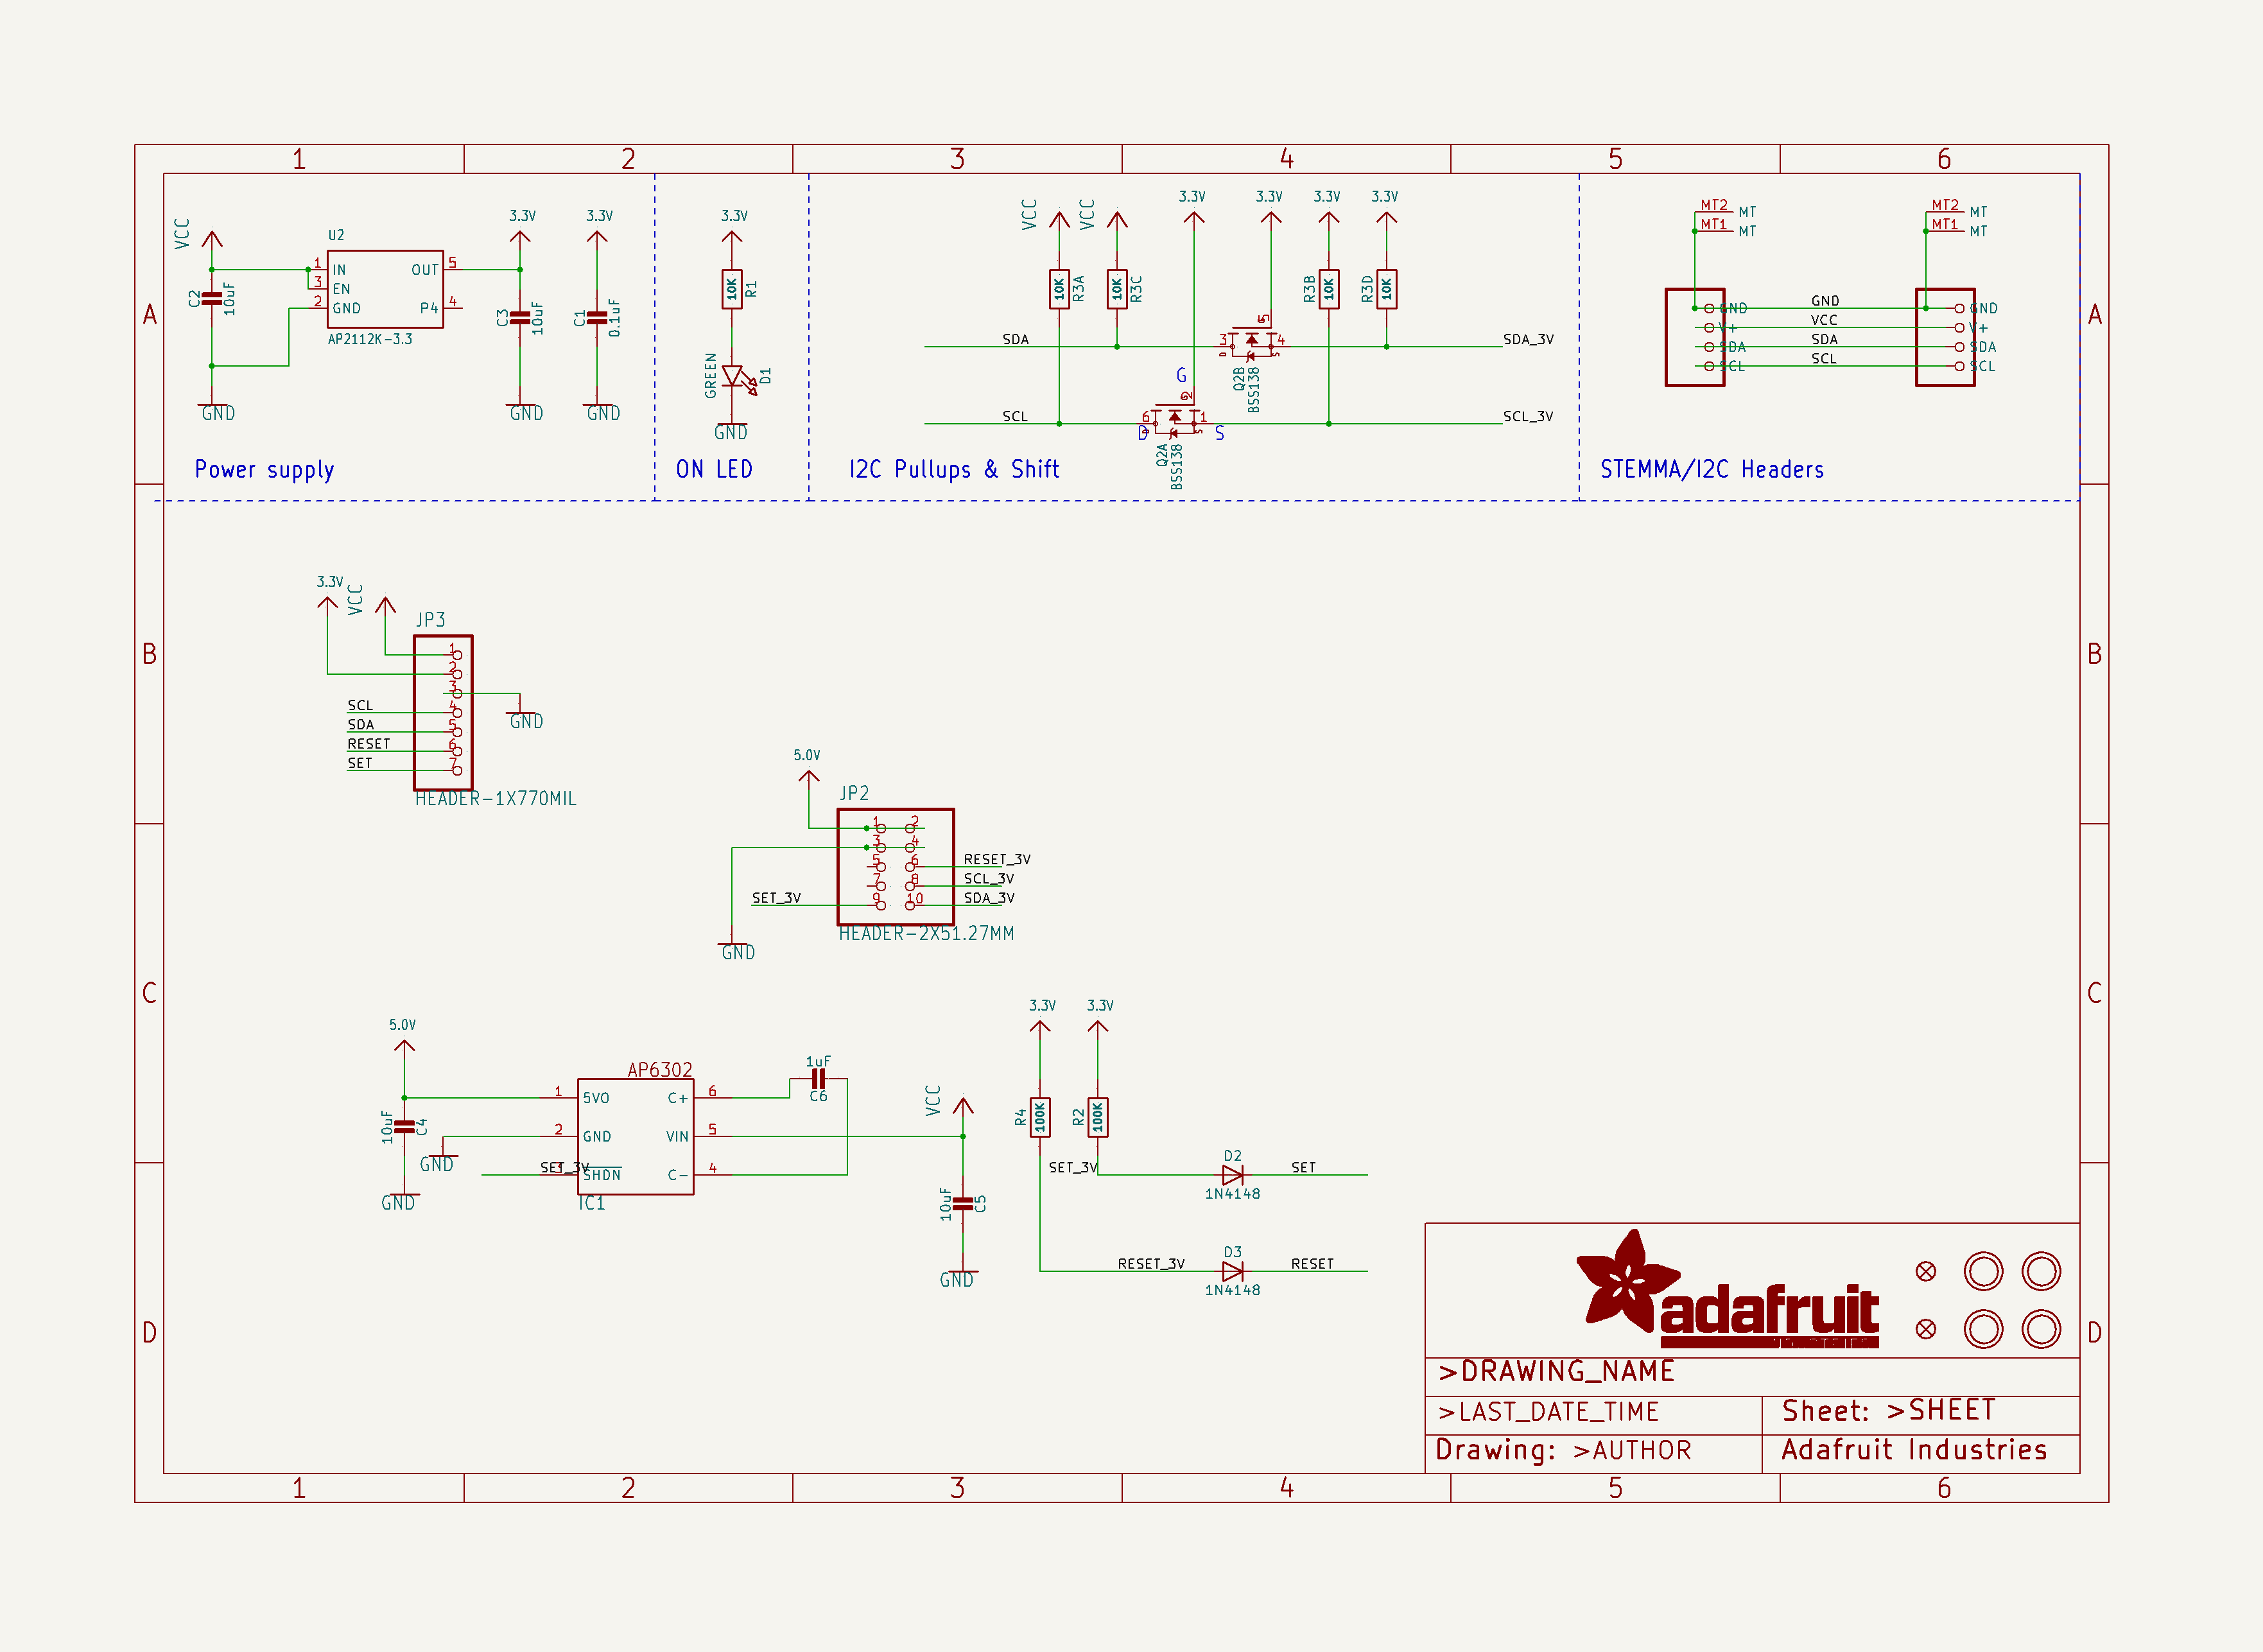 1 2 3 4 5 6
A
B
C
D
A
B
C
D
VCC
C2
10uF
GND
U2
1 IN
3 EN
2 GND
OUT 5
P4 4
AP2112K-3.3
3.3V
C3
10uF
GND
3.3V
C1
0.1uF
GND
Power supply
3.3V
10K
R1
GREEN
D1
GND
ON LED
VCC
VCC
3.3V
3.3V
3.3V
3.3V
10K
R3A
10K
R3C
R3B
10K
R3D
10K
SDA
3
5
4
D
S
SDA_3V
Q2B
BSS138
G
SCL
6
2
1
D
S
SCL_3V
Q2A
BSS138
I2C Pullups & Shift
MT2 MT
MT1 MT
MT2 MT
MT1 MT
GND GND GND
V+ VCC V+
SDA SDA SDA
SCL SCL SCL
STEMMA/I2C Headers
3.3V
VCC
JP3
1
2
3
SCL 4
SDA 5
RESET 6
SET 7
GND
HEADER-1X770MIL
5.0V
JP2
1 2
3 4
5 6 RESET_3V
7 8 SCL_3V
SET_3V 9 10 SDA_3V
HEADER-2X51.27MM
GND
5.0V
10uF
C4
GND
GND
AP6302
1 5VO
2 GND
SET_3V 3 SHDN
C+ 6
VIN 5
C- 4
IC1
1uF
C6
VCC
10uF
C5
GND
3.3V
3.3V
R4
100K
R2
100K
SET_3V
D2
1N4148
SET
RESET_3V
D3
1N4148
RESET
adafruit
>DRAWING_NAME
>LAST_DATE_TIME
Sheet: >SHEET
Drawing: >AUTHOR
Adafruit Industries
1 2 3 4 5 6